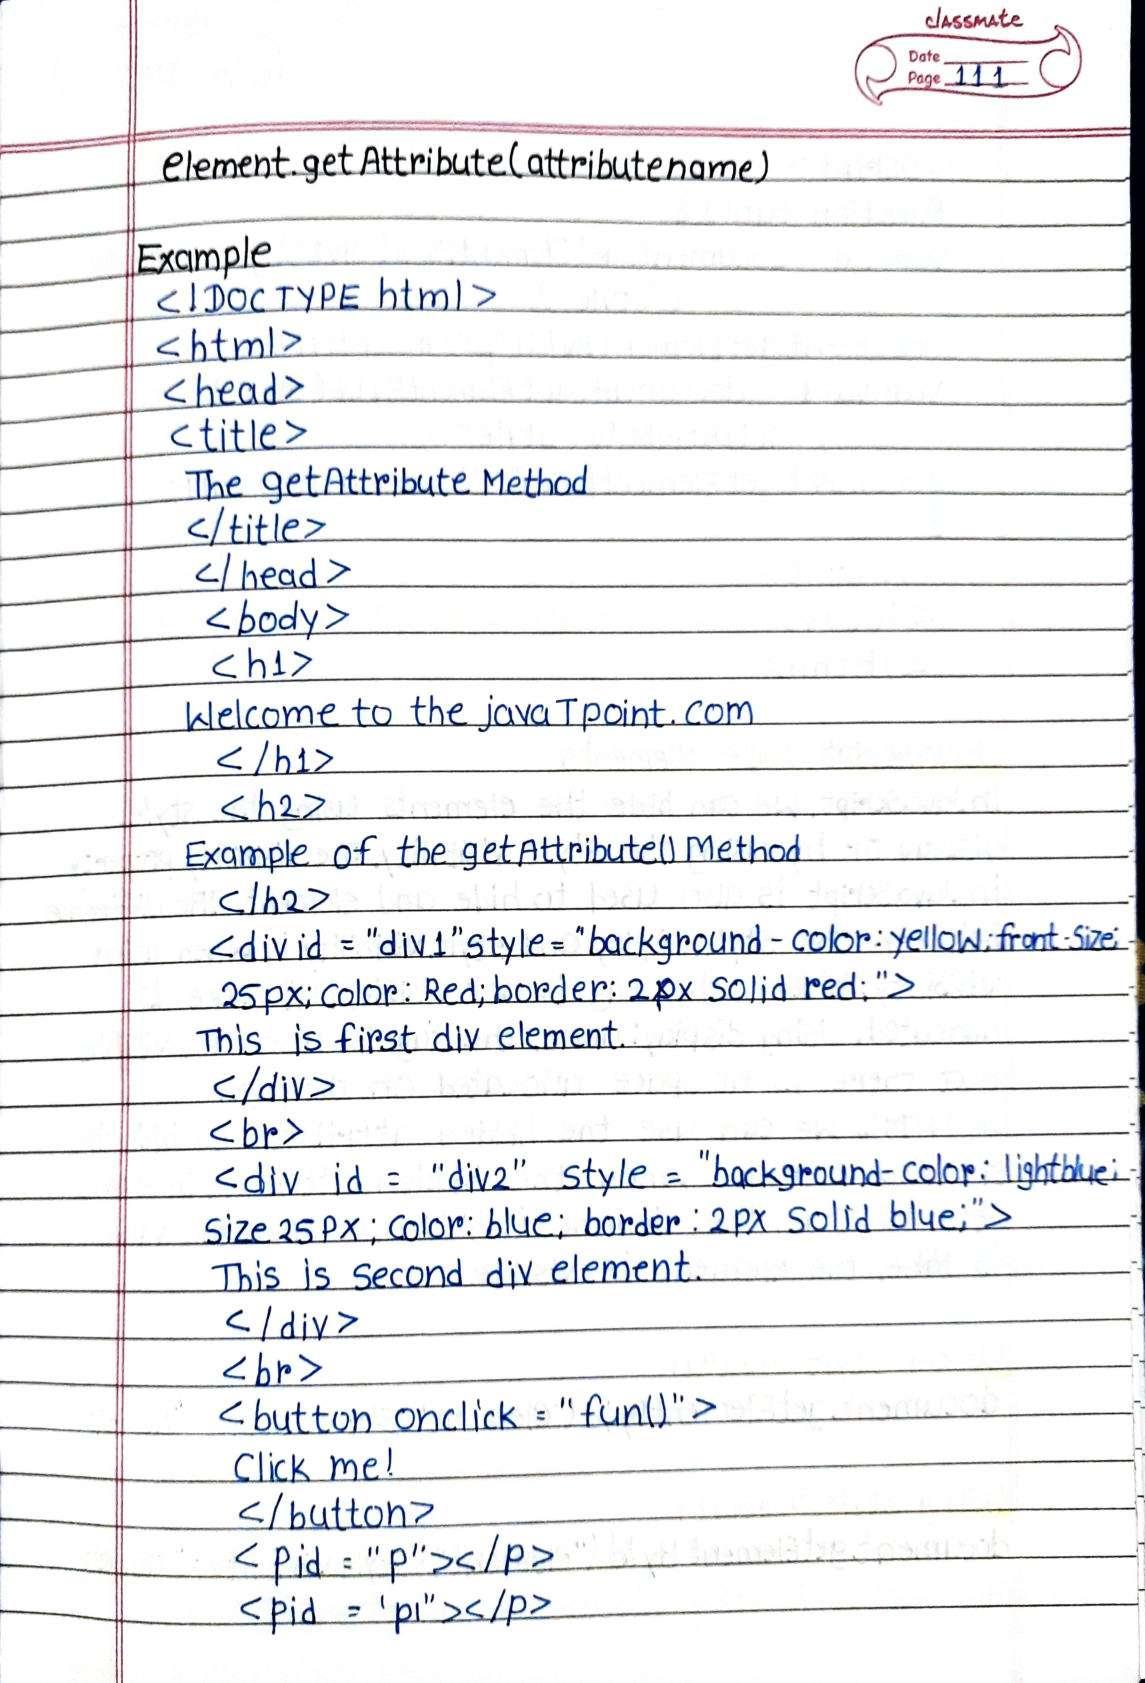 classmate
Date
Page 111
element.getAttribute(attributename)
Example
<!DOCTYPE html>
<html>
<head>
<title>
The getAttribute Method
</title>
</head>
<body>
<h1>
Welcome to the javaTpoint.com
</h1>
<h2>
Example of the getAttribute() Method
</h2>
<div id = "div1" style = "background-color: yellow; front-size:
25px; color: Red; border: 2px solid red;">
This is first div element.
</div>
<br>
<div id = "div2" style = "background-color: lightblue;
size 25px; color: blue; border: 2px solid blue;">
This is second div element.
</div>
<br>
<button onclick = "fun()">
Click me!
</button>
<pid = "p"></p>
<pid = 'p1"></p>